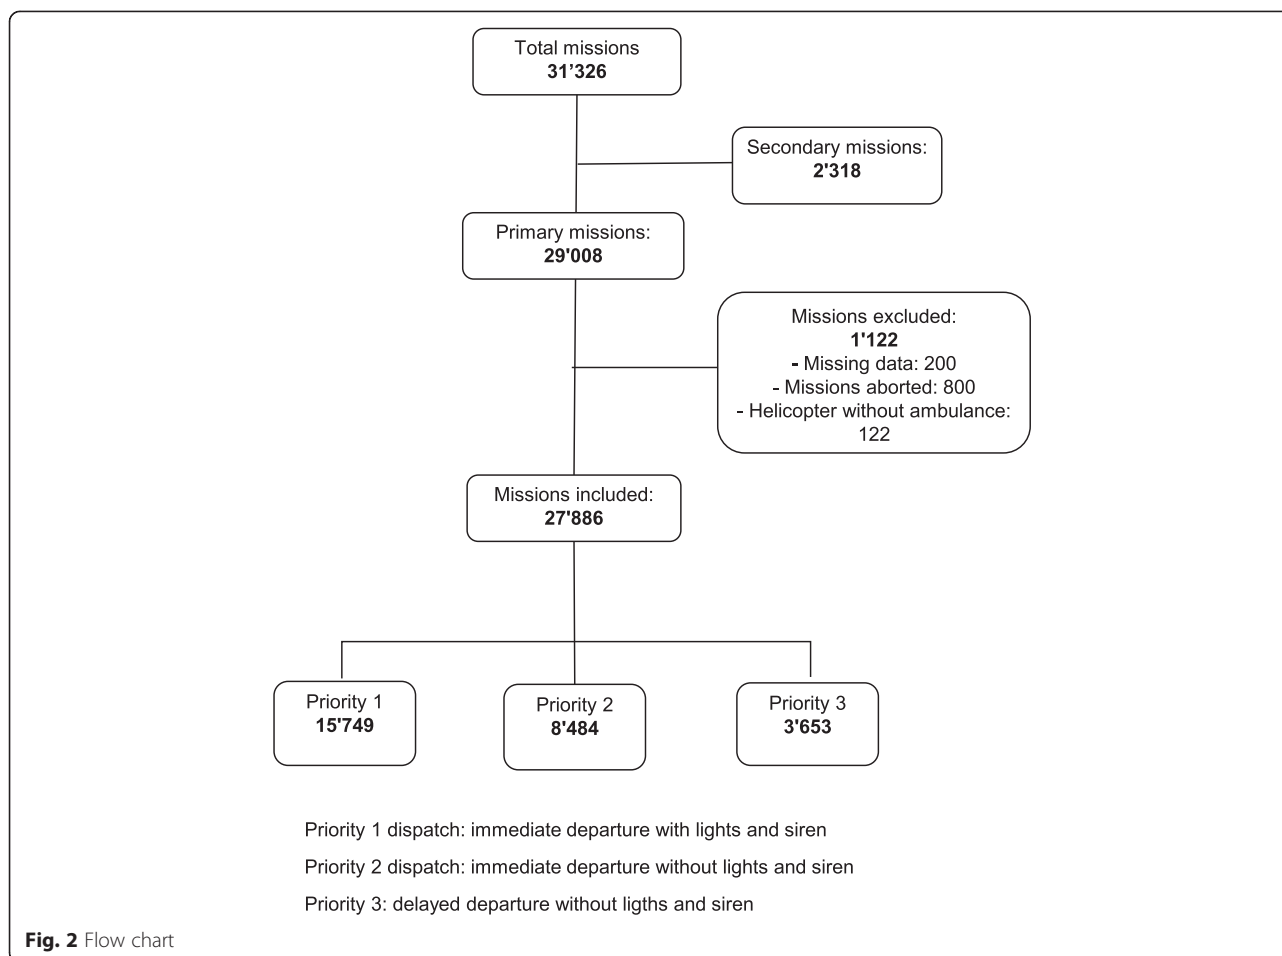 Total missions
31’326
Secondary missions:
2'318
Primary missions:
29'008
Missions excluded:
1'122
- Missing data: 200
- Missions aborted: 800
- Helicopter without ambulance:
122
Missions included:
27'886
Priority 1
15'749
Priority 2
8'484
Priority 3
3'653
Priority 1 dispatch: immediate departure with lights and siren
Priority 2 dispatch: immediate departure without lights and siren
Priority 3: delayed departure without ligths and siren
Fig. 2 Flow chart